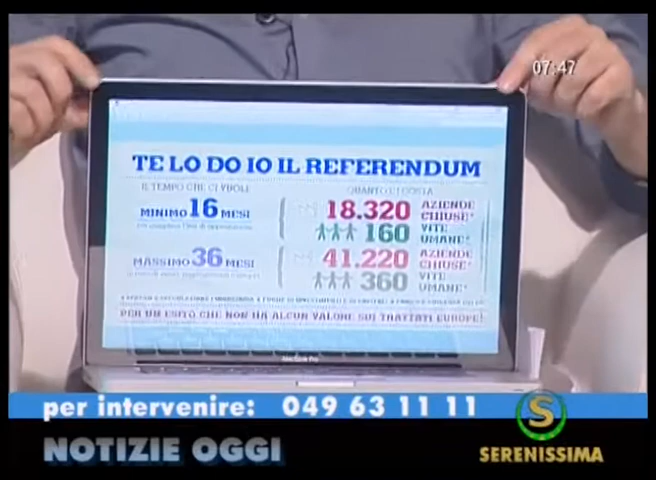 07:47
TE LO DO IO IL REFERENDUM
IL TEMPO CHE CI VUOLE
QUANTO CI COSTA
MINIMO 16 MESI
18.320 AZIENDE CHIUSE*
160 VITE UMANE*
MASSIMO 36 MESI
41.220 AZIENDE CHIUSE*
360 VITE UMANE*
PER UN ESITO CHE NON HA ALCUN VALORE SUI TRATTATI EUROPEI
MacBook Pro
per intervenire: 049 63 11 11
S
NOTIZIE OGGI
SERENISSIMA